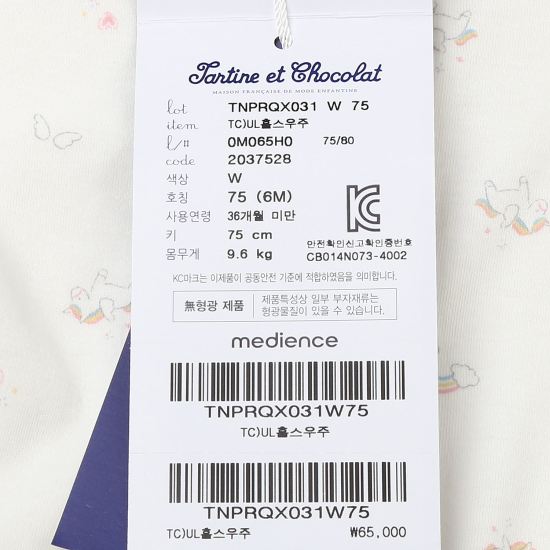 Tartine et Chocolat
MAISON FRANÇAISE DE MODE ENFANTINE
lot TNPRQX031 W 75
item TC)UL홀스우주
l/# 0M065H0 75/80
code 2037528
색상 W
호칭 75 (6M)
사용연령 36개월 미만
키 75 cm
몸무게 9.6 kg
안전확인신고확인증번호
CB014N073-4002
KC마크는 이제품이 공통안전 기준에 적합하였음을 의미합니다.
無형광 제품
제품특성상 일부 부자재류는
형광물질이 있을 수 있습니다.
medience
TNPRQX031W75
TC)UL홀스우주
TNPRQX031W75
TC)UL홀스우주 ₩65,000